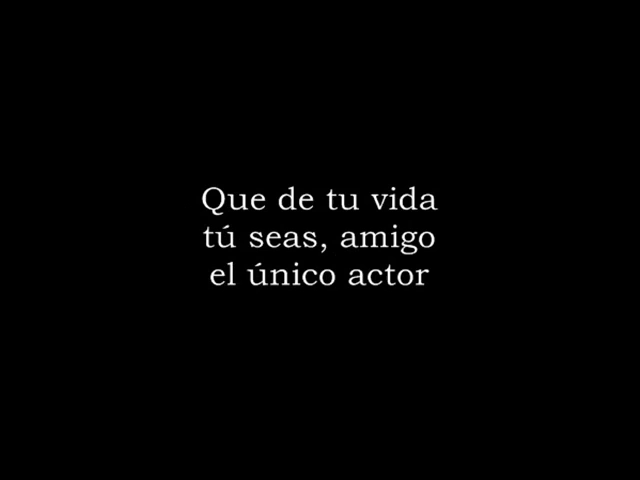 Que de tu vida
tú seas, amigo
el único actor